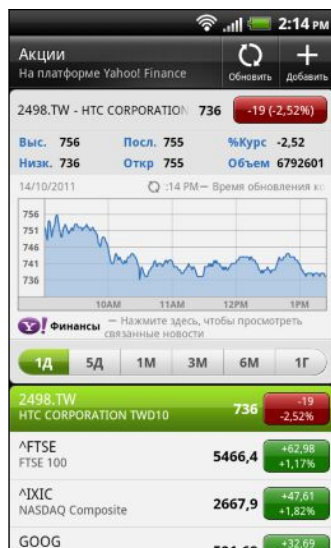 2:14 PM
Акции
На платформе Yahoo! Finance
Обновить
Добавить
2498.TW - HTC CORPORATION 736 -19 (-2,52%)
Выс. 756 Посл. 755 %Курс -2,52
Низк. 736 Откр 755 Объем 6792601
14/10/2011 :14 PM— Время обновления
756
751
746
741
736
10AM 11AM 12PM 1PM
Y! Финансы — Нажмите здесь, чтобы просмотреть
связанные новости
1Д 5Д 1М 3М 6М 1Г
2498.TW
HTC CORPORATION TWD10
736
-19
-2,52%
^FTSE
FTSE 100
5466,4
+62,98
+1,17%
^IXIC
NASDAQ Composite
2667,9
+47,61
+1,82%
GOOG
+32,69